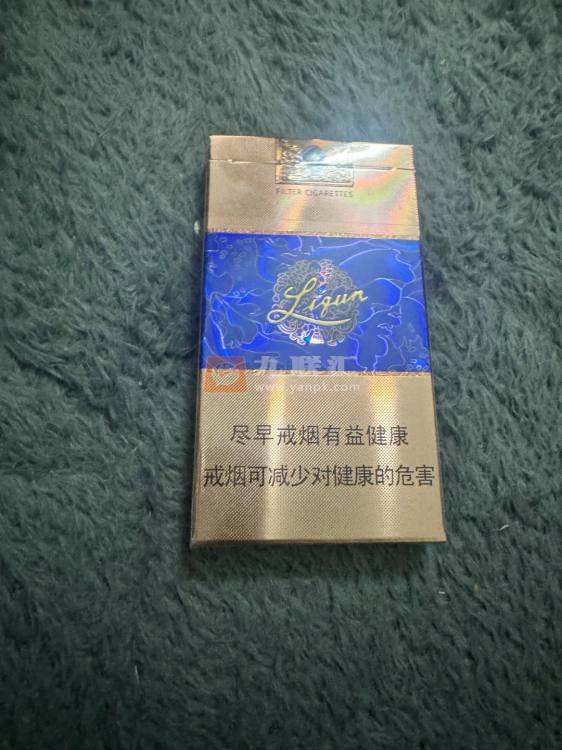 FILTER CIGARETTES
Liqun
www.yanpk.com
尽早戒烟有益健康
戒烟可减少对健康的危害